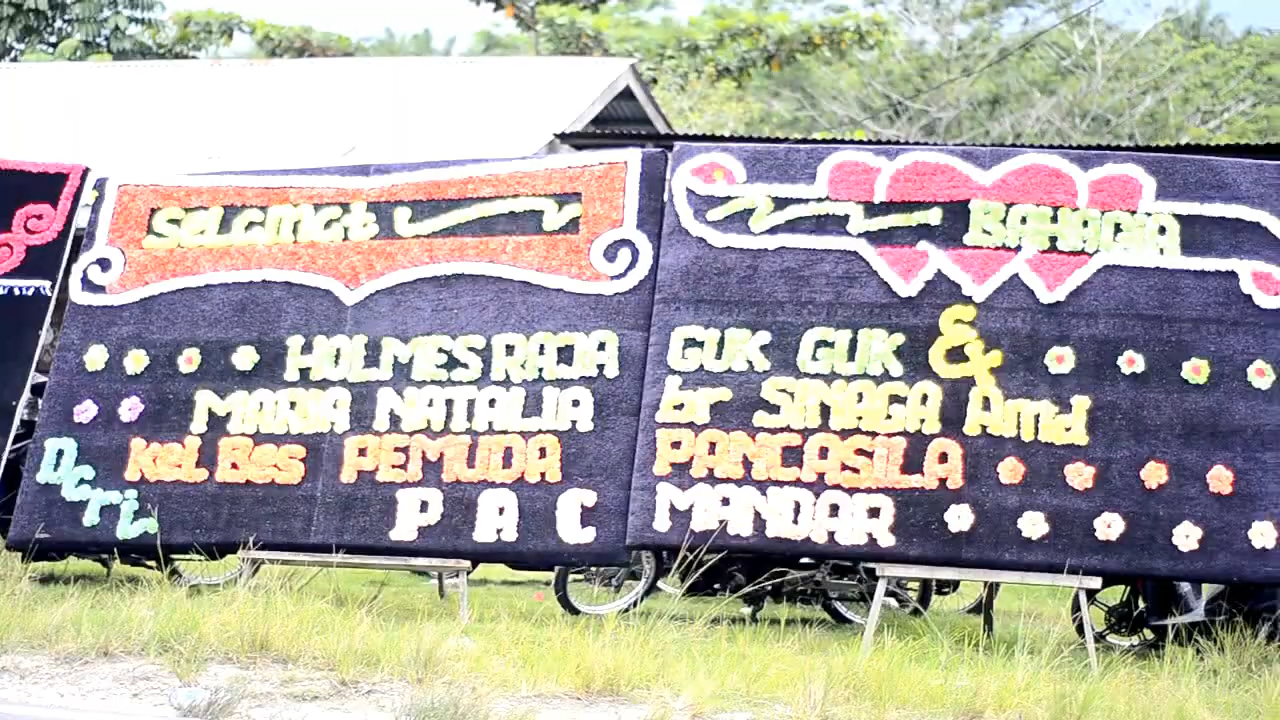 Selamat BAHAGIA
HOLMES RAJA GUK GUK &
MARIA NATALIA br SINAGA Amd
Dari Kel. Bes PEMUDA PANCASILA
P A C MANDAR